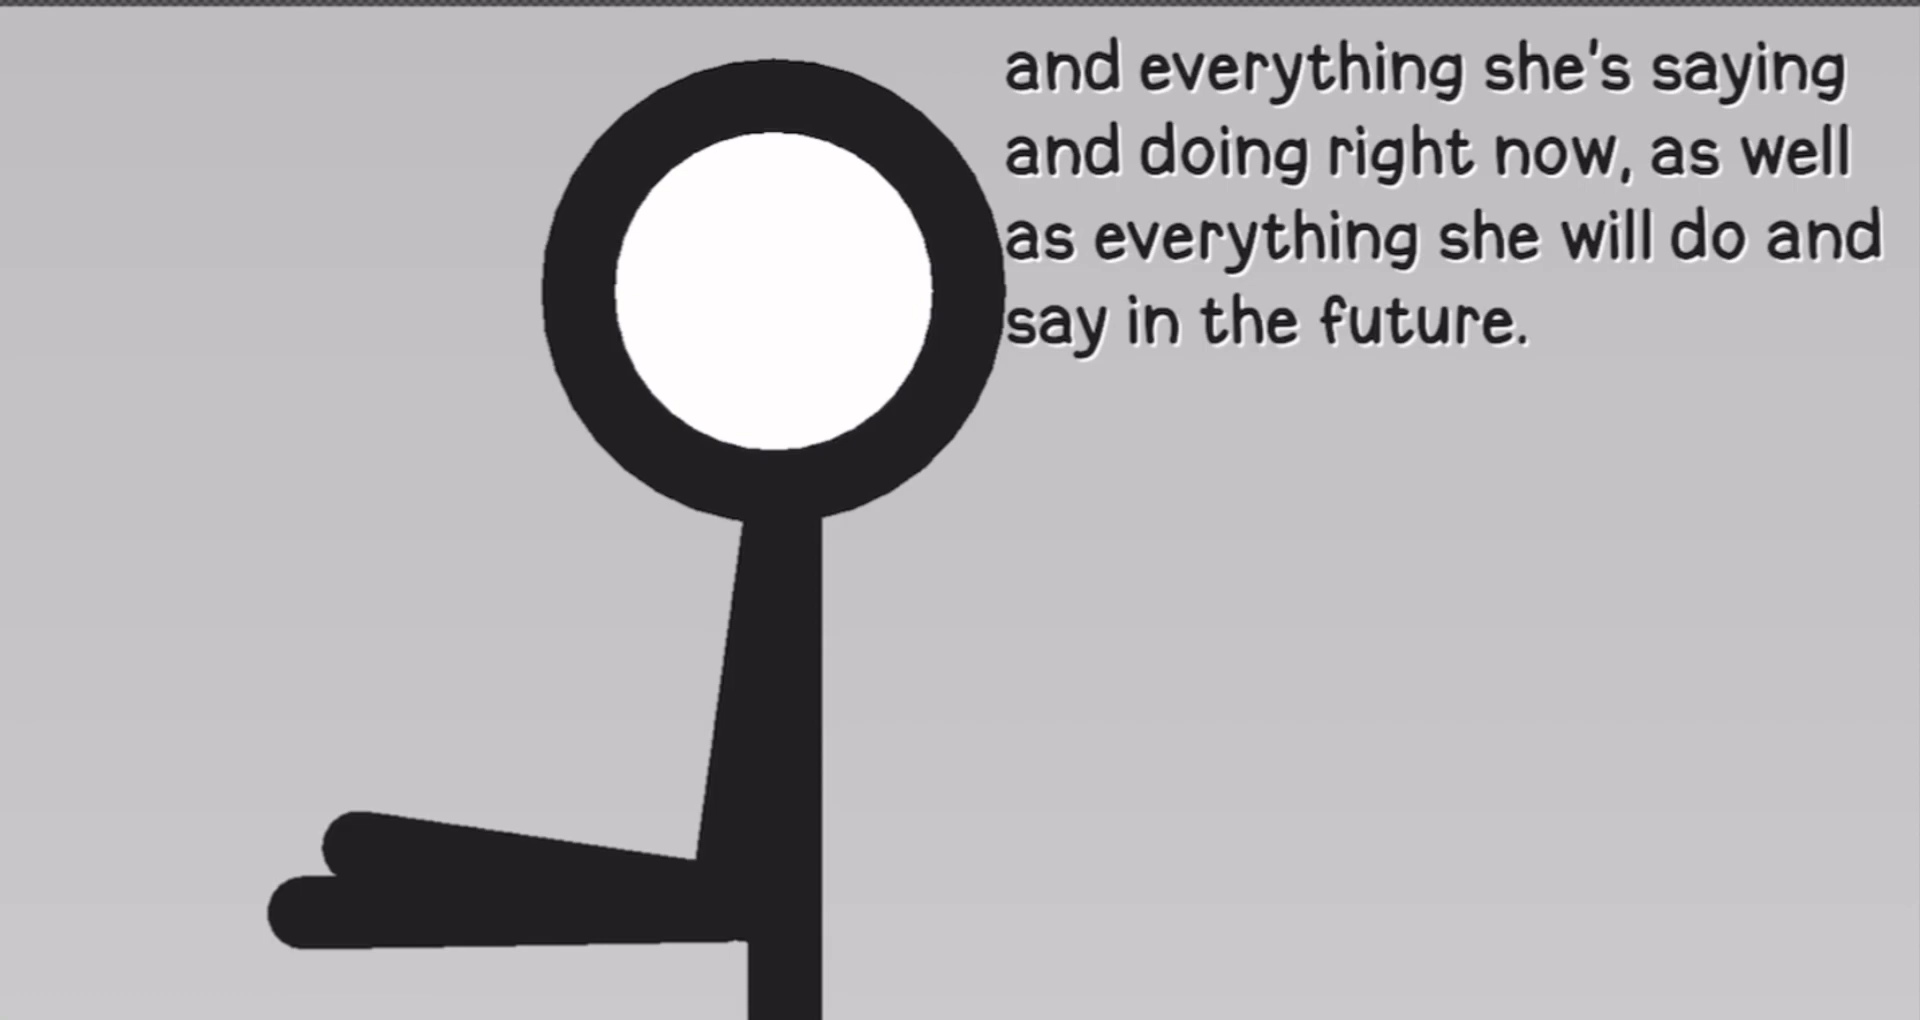 and everything she's saying
and doing right now, as well
as everything she will do and
say in the future.